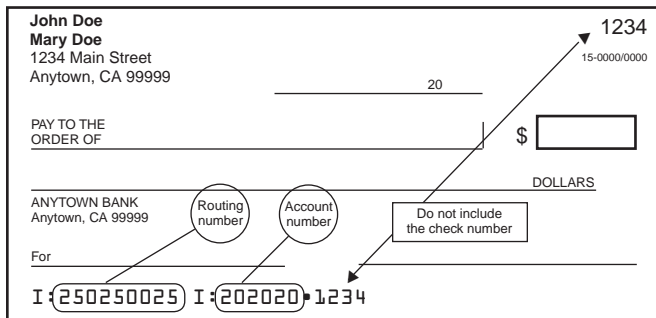 John Doe
Mary Doe
1234 Main Street
Anytown, CA 99999
1234
15-0000/0000
20
PAY TO THE
ORDER OF
$
DOLLARS
ANYTOWN BANK
Anytown, CA 99999
Routing
number
Account
number
Do not include
the check number
For
I:250250025 I:202020•1234